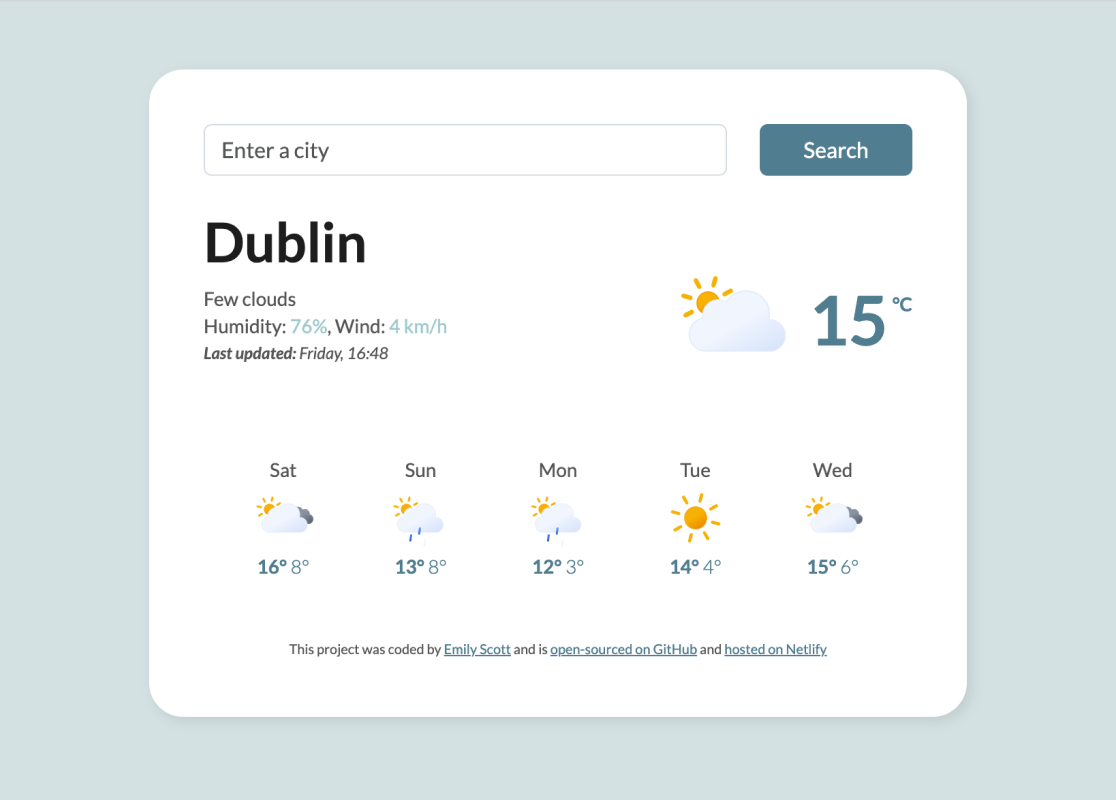 Enter a city
Search
Dublin
Few clouds
Humidity: 76%, Wind: 4 km/h
Last updated: Friday, 16:48
15 °C
Sat Sun Mon Tue Wed
16° 8° 13° 8° 12° 3° 14° 4° 15° 6°
This project was coded by Emily Scott and is open-sourced on GitHub and hosted on Netlify